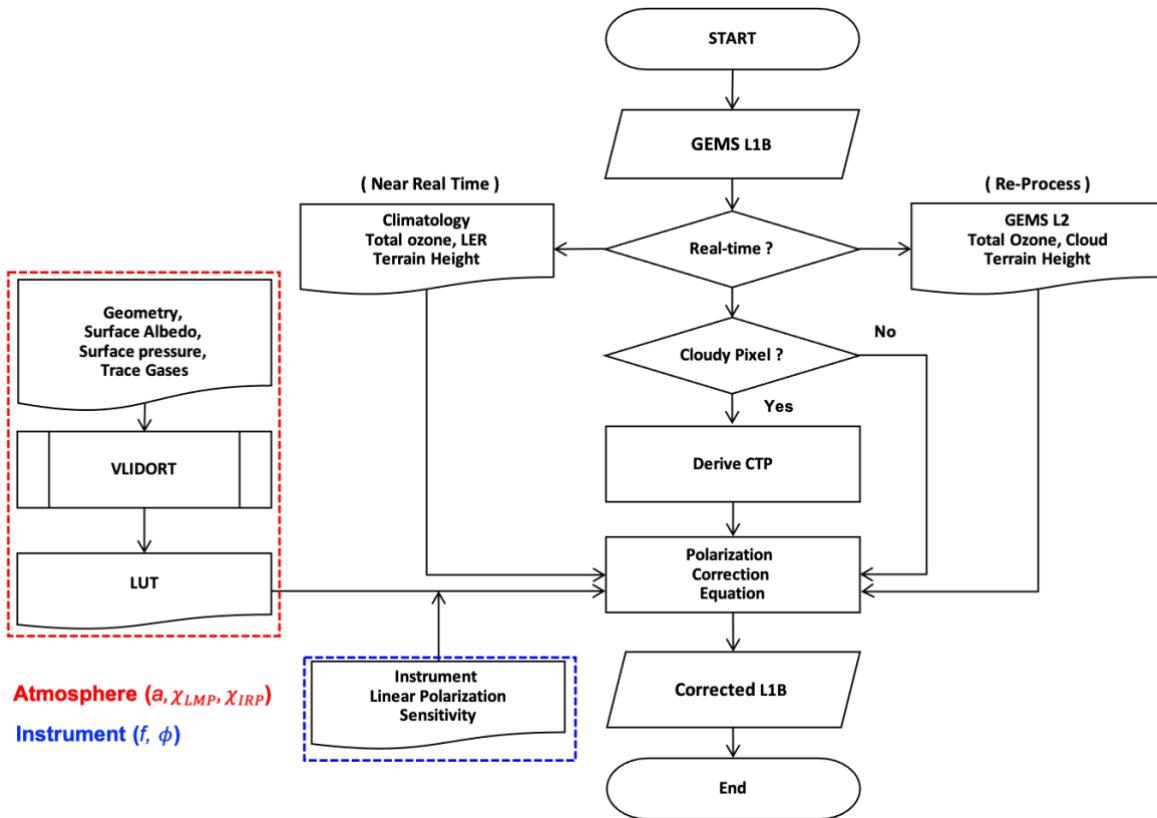 START
GEMS L1B
( Near Real Time )
Climatology
Total ozone, LER
Terrain Height
Real-time ?
( Re-Process )
GEMS L2
Total Ozone, Cloud
Terrain Height
Geometry,
Surface Albedo,
Surface pressure,
Trace Gases
Cloudy Pixel ?
No
Yes
VLIDORT
Derive CTP
LUT
Polarization
Correction
Equation
Instrument
Linear Polarization
Sensitivity
Corrected L1B
Atmosphere (a, χLMP, χIRP)
Instrument (f, ϕ)
End